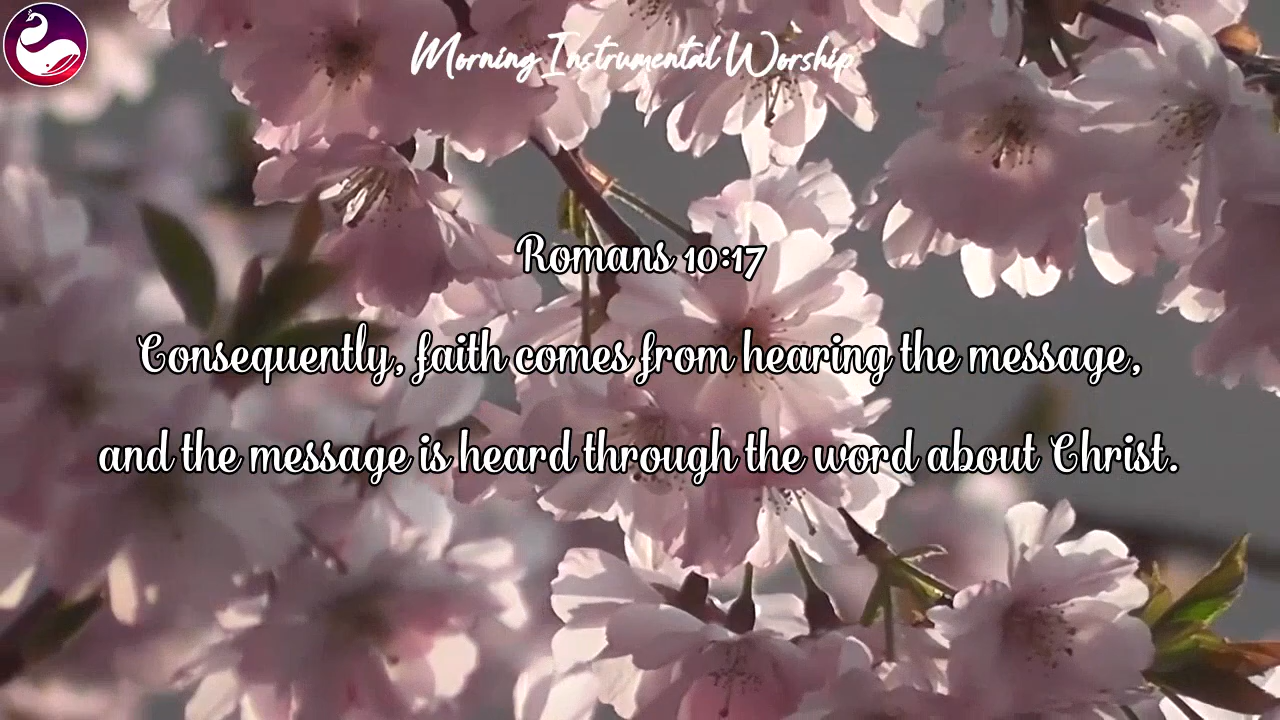 Morning Instrumental Worship
Romans 10:17
Consequently, faith comes from hearing the message,
and the message is heard through the word about Christ.